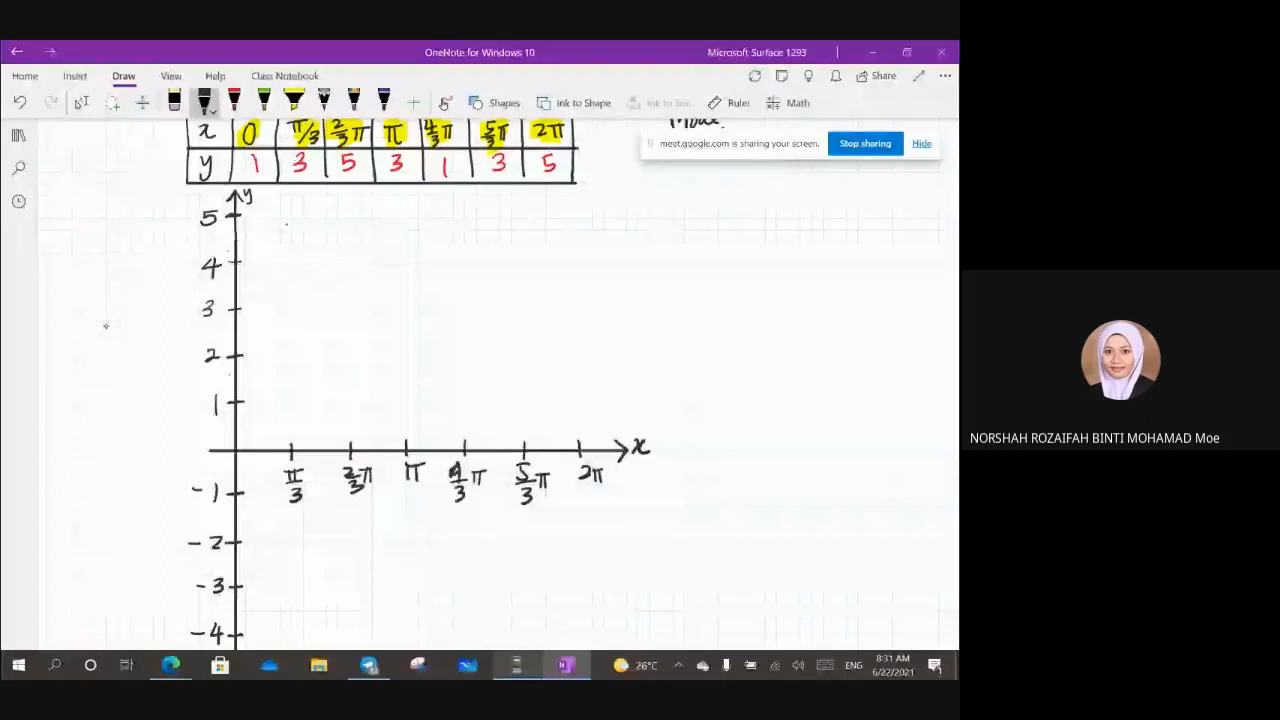 OneNote for Windows 10
Microsoft Surface 1293
Home Insert Draw View Help Class Notebook
Share
Shapes Ink to Shape Ink to Text Ruler Math
x 0 π/3 2/3π π 4/3π 5/3π 2π
y 1 3 5 3 1 3 5
meet.google.com is sharing your screen. Stop sharing Hide
y
5
4
3
2
1
x
π/3 2/3π π 4/3π 5/3π 2π
-1
-2
-3
-4
NORSHAH ROZAIFAH BINTI MOHAMAD Moe
26°C
ENG
8:31 AM
6/22/2021